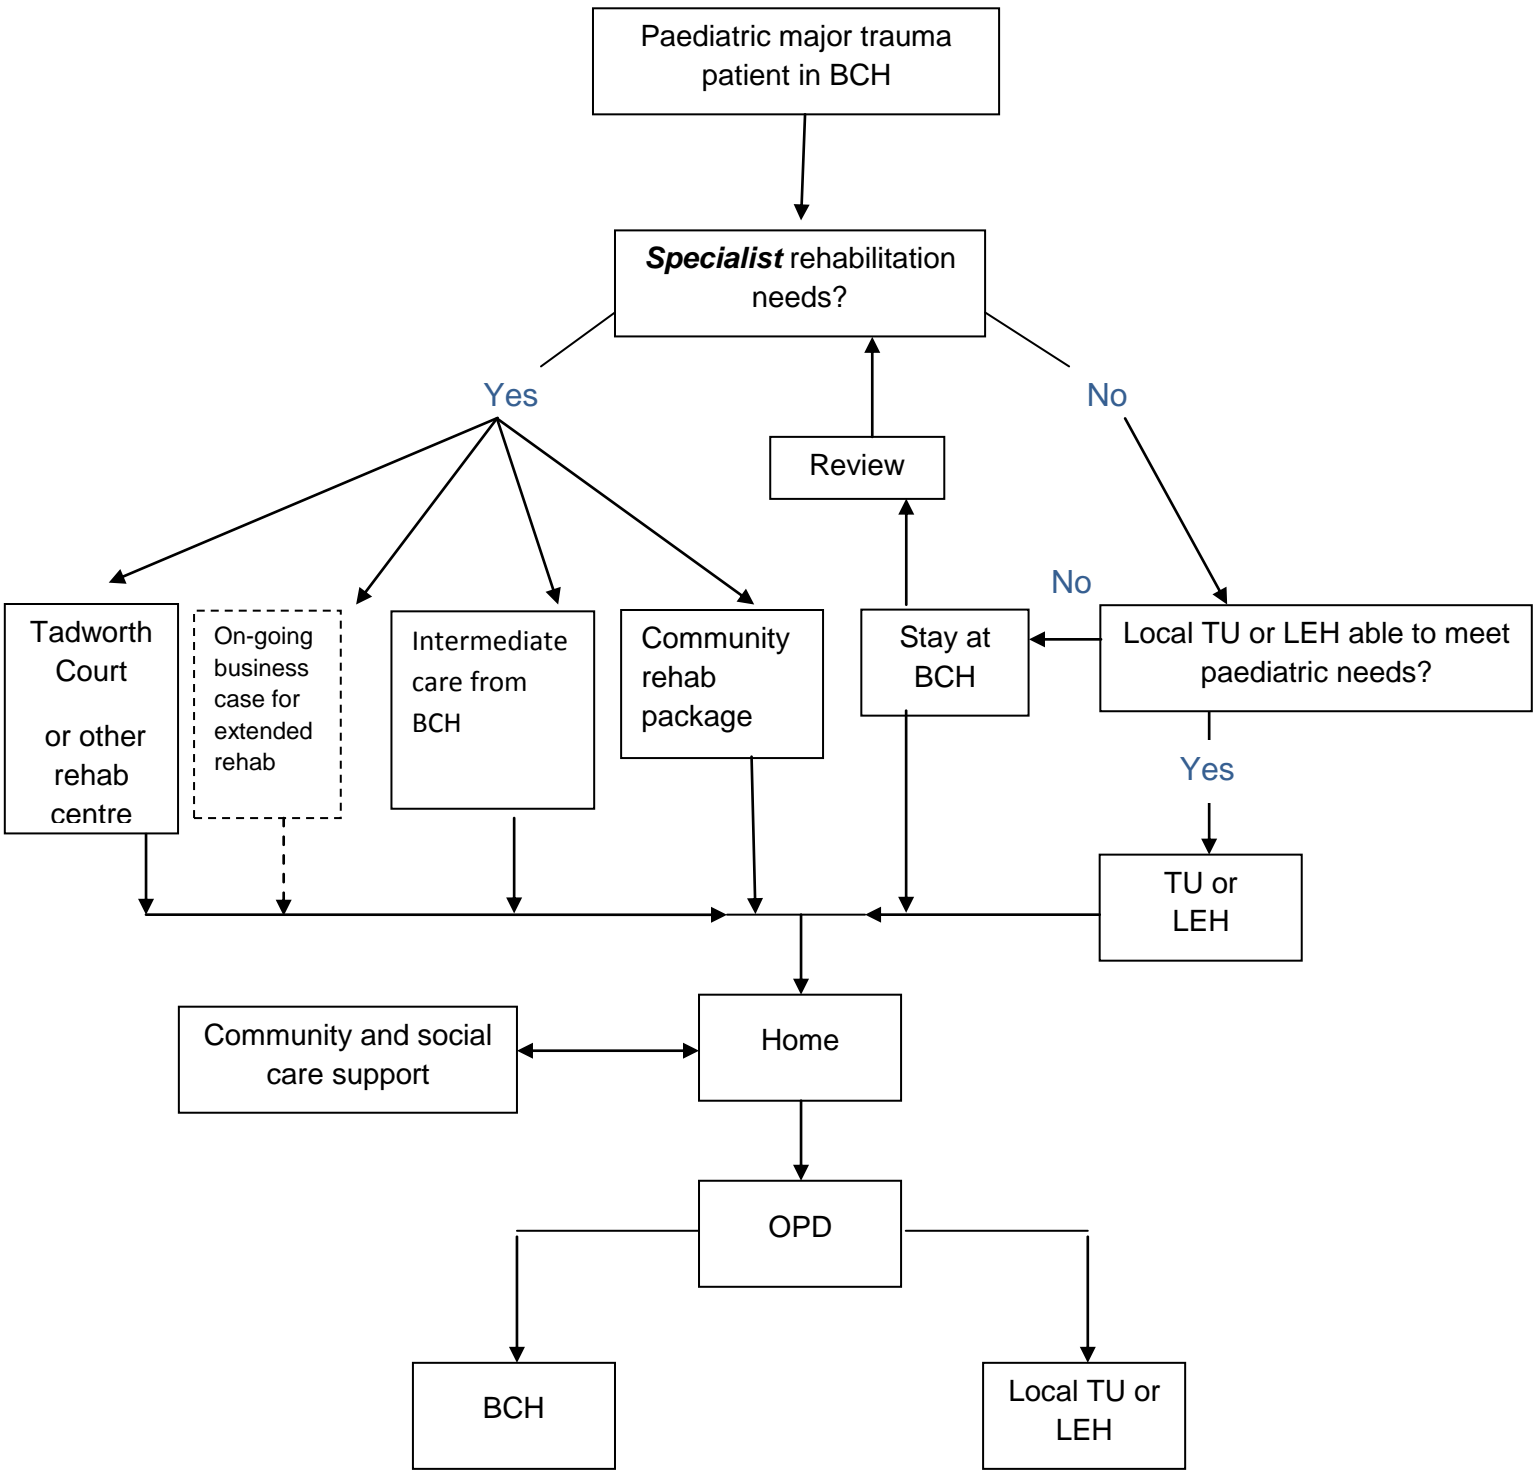 Paediatric major trauma
patient in BCH
Specialist rehabilitation
needs?
Yes
No
Review
No
Tadworth
Court
or other
rehab
centre
On-going
business
case for
extended
rehab
Intermediate
care from
BCH
Community
rehab
package
Stay at
BCH
Local TU or LEH able to meet
paediatric needs?
Yes
TU or
LEH
Community and social
care support
Home
OPD
BCH
Local TU or
LEH